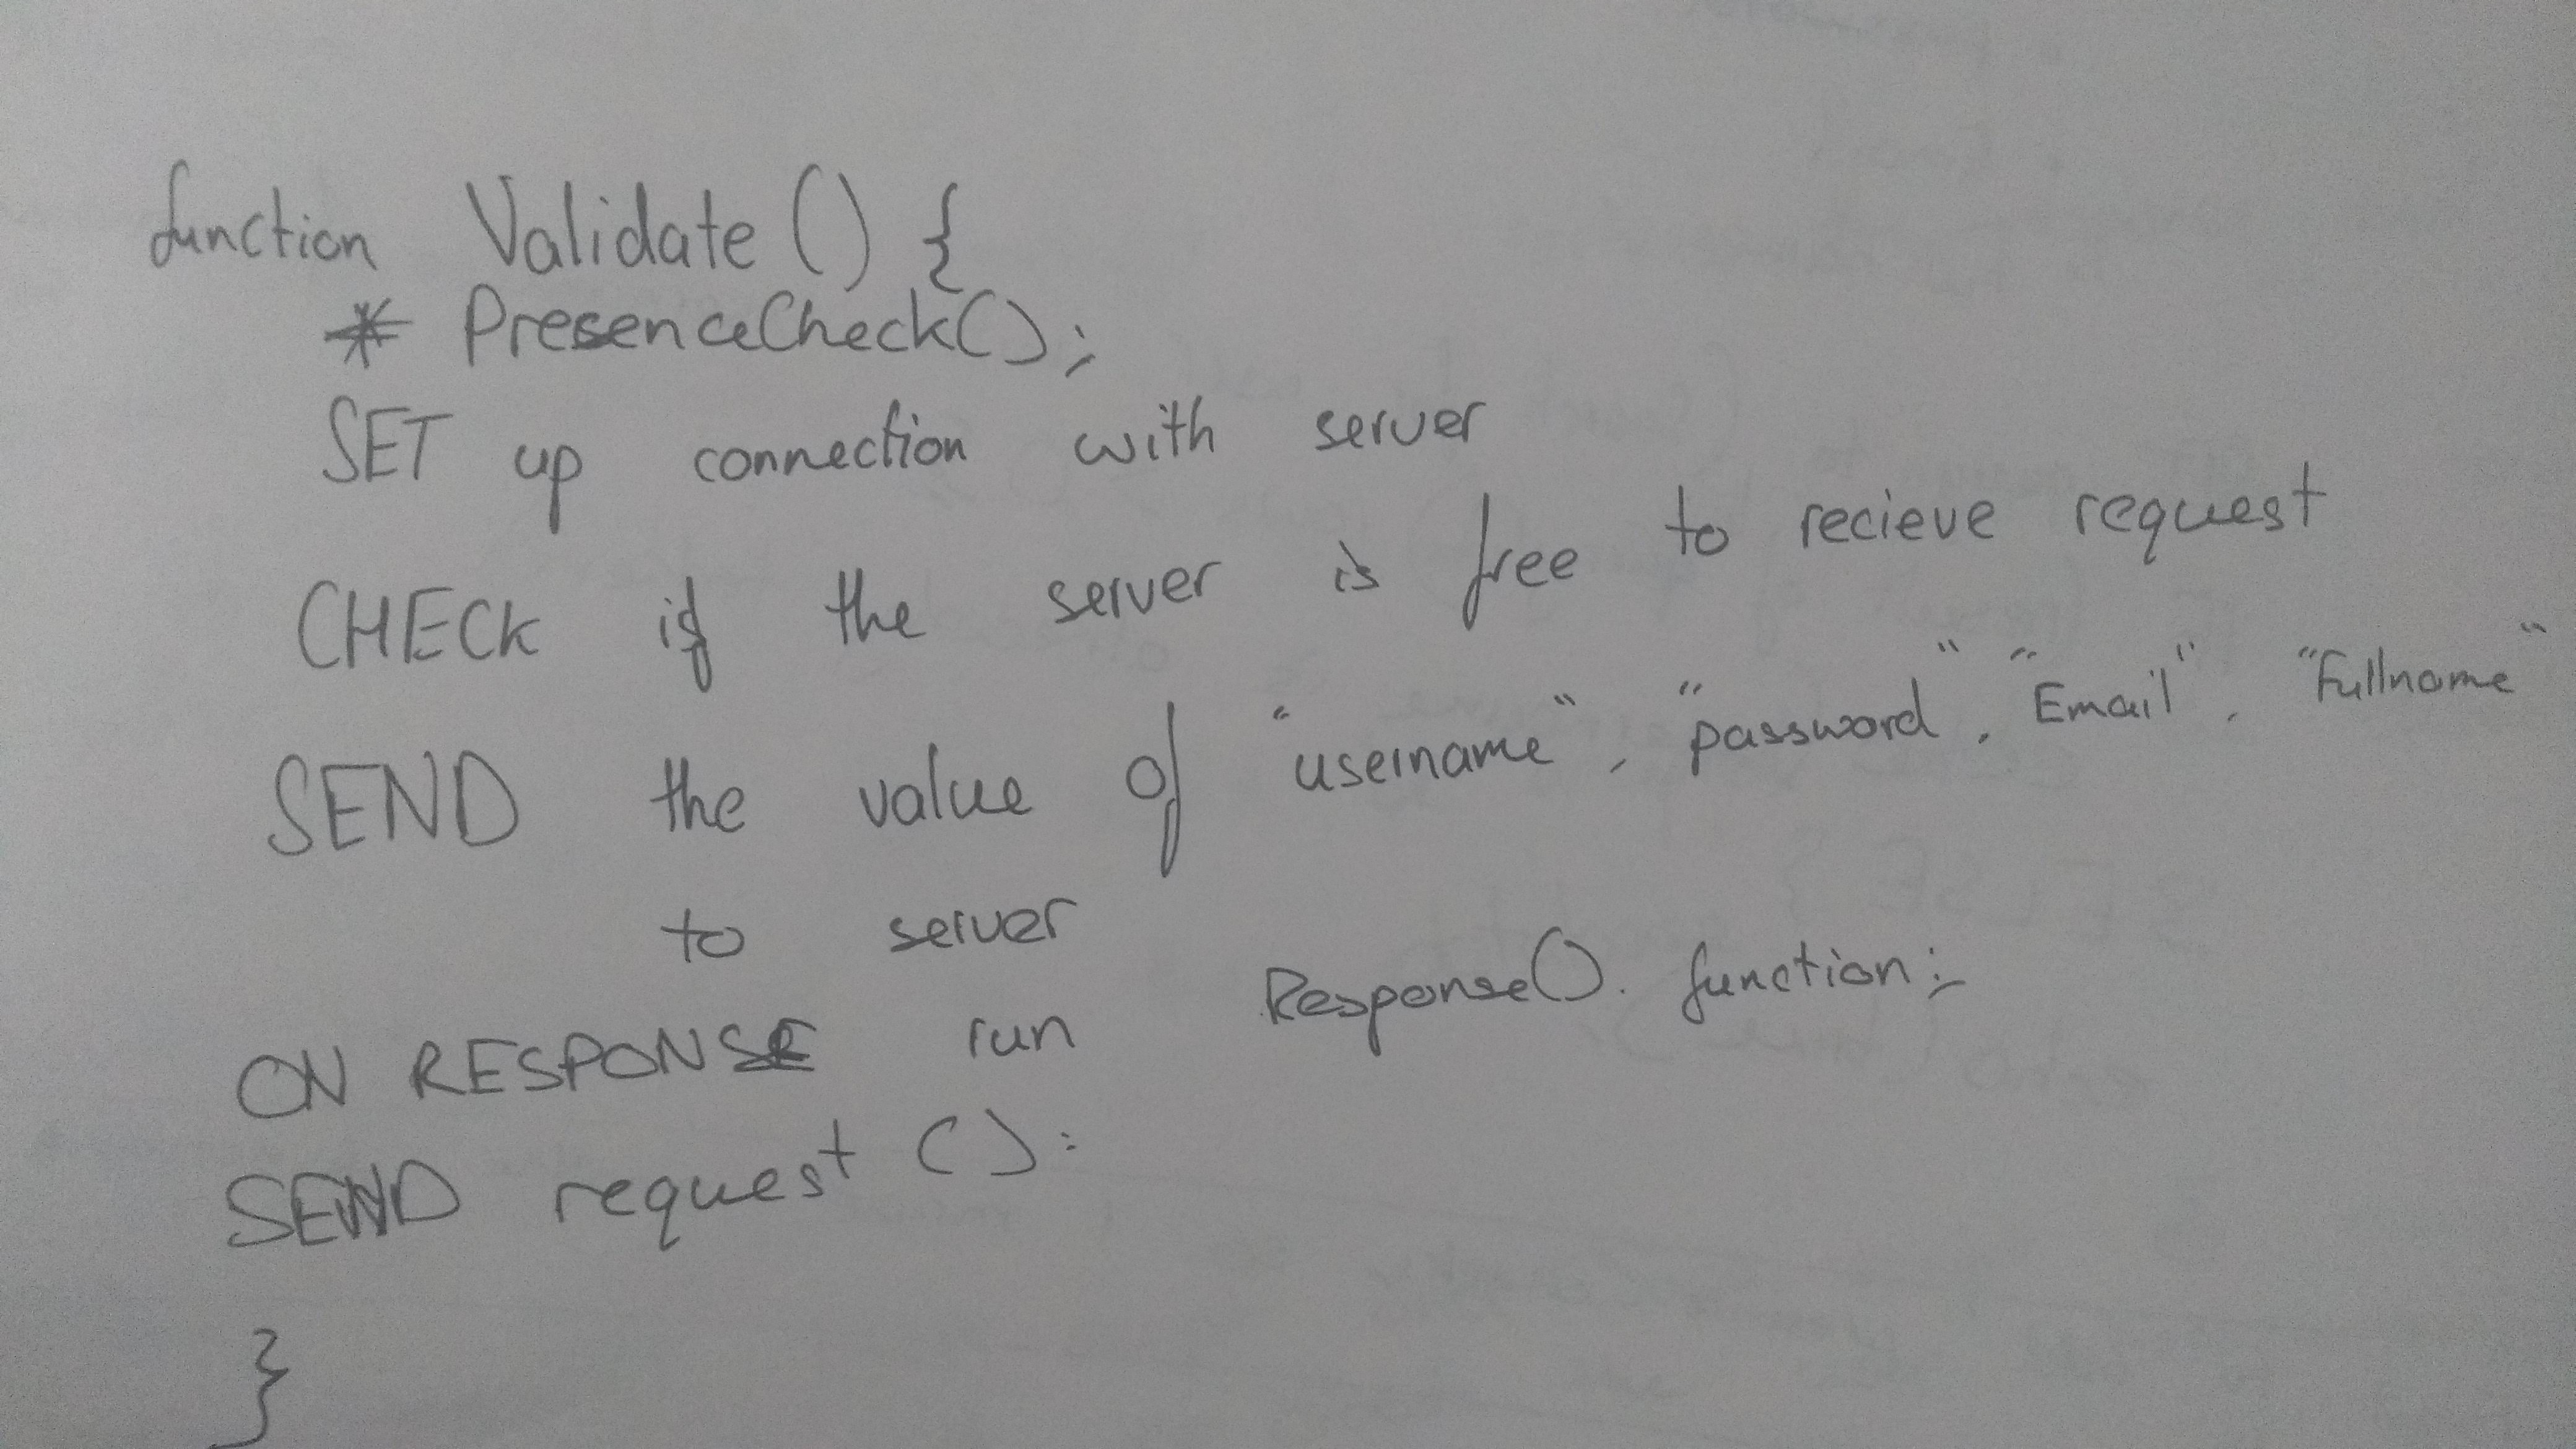 function Validate () {
* PresenceCheck();
SET up connection with server
CHECK if the server is free to recieve request
SEND the value of "username", "password", "Email", "Fullname"
to server
ON RESPONSE run Response(). function;
SEND request ();
}